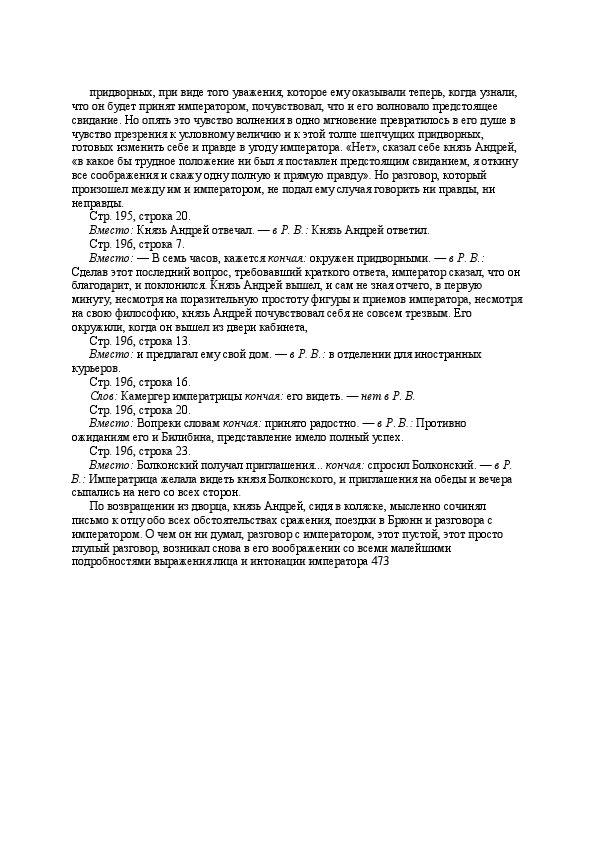 придворных, при виде того уважения, которое ему оказывали теперь, когда узнали,
что он будет принят императором, почувствовал, что и его волновало предстоящее
свидание. Но опять это чувство волнения в одно мгновение превратилось в его душе в
чувство презрения к условному величию и к этой толпе шепчущих придворных,
готовых изменить себе и правде в угоду императора. «Нет», сказал себе князь Андрей,
«в какое бы трудное положение ни был я поставлен предстоящим свиданием, я откину
все соображения и скажу одну полную и прямую правду». Но разговор, который
произошел между им и императором, не подал ему случая говорить ни правды, ни
неправды.
Стр. 195, строка 20.
Вместо: Князь Андрей отвечал. — в Р. В.: Князь Андрей ответил.
Стр. 196, строка 7.
Вместо: — В семь часов, кажется кончая: окружен придворными. — в Р. В.:
Сделав этот последний вопрос, требовавший краткого ответа, император сказал, что он
благодарит, и поклонился. Князь Андрей вышел, и сам не зная отчего, в первую
минуту, несмотря на поразительную простоту фигуры и приемов императора, несмотря
на свою философию, князь Андрей почувствовал себя не совсем трезвым. Его
окружили, когда он вышел из двери кабинета,
Стр. 196, строка 13.
Вместо: и предлагал ему свой дом. — в Р. В.: в отделении для иностранных
курьеров.
Стр. 196, строка 16.
Слов: Камергер императрицы кончая: его видеть. — нет в Р. В.
Стр. 196, строка 20.
Вместо: Вопреки словам кончая: принято радостно. — в Р. В.: Противно
ожиданиям его и Билибина, представление имело полный успех.
Стр. 196, строка 23.
Вместо: Болконский получал приглашения... кончая: спросил Болконский. — в Р.
В.: Императрица желала видеть князя Болконского, и приглашения на обеды и вечера
сыпались на него со всех сторон.
По возвращении из дворца, князь Андрей, сидя в коляске, мысленно сочинял
письмо к отцу обо всех обстоятельствах сражения, поездки в Брюнн и разговора с
императором. О чем он ни думал, разговор с императором, этот пустой, этот просто
глупый разговор, возникал снова в его воображении со всеми малейшими
подробностями выражения лица и интонации императора 473